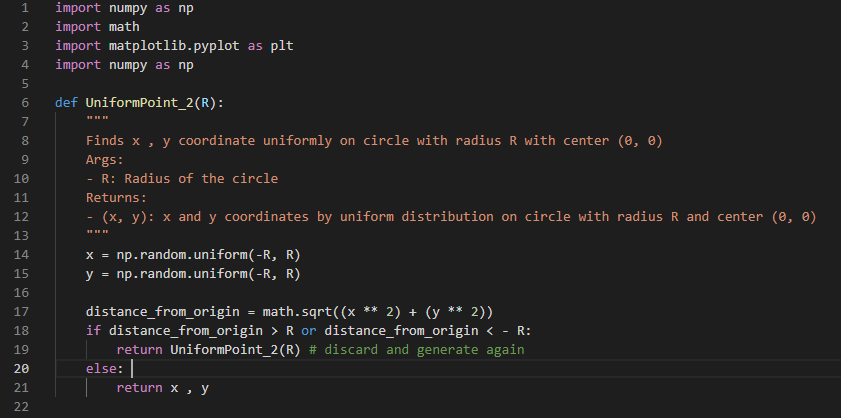 1 import numpy as np
2 import math
3 import matplotlib.pyplot as plt
4 import numpy as np
5
6 def UniformPoint_2(R):
7     """
8     Finds x , y coordinate uniformly on circle with radius R with center (0, 0)
9     Args:
10     - R: Radius of the circle
11     Returns:
12     - (x, y): x and y coordinates by uniform distribution on circle with radius R and center (0, 0)
13     """
14     x = np.random.uniform(-R, R)
15     y = np.random.uniform(-R, R)
16
17     distance_from_origin = math.sqrt((x ** 2) + (y ** 2))
18     if distance_from_origin > R or distance_from_origin < - R:
19         return UniformPoint_2(R) # discard and generate again
20     else:
21         return x , y
22